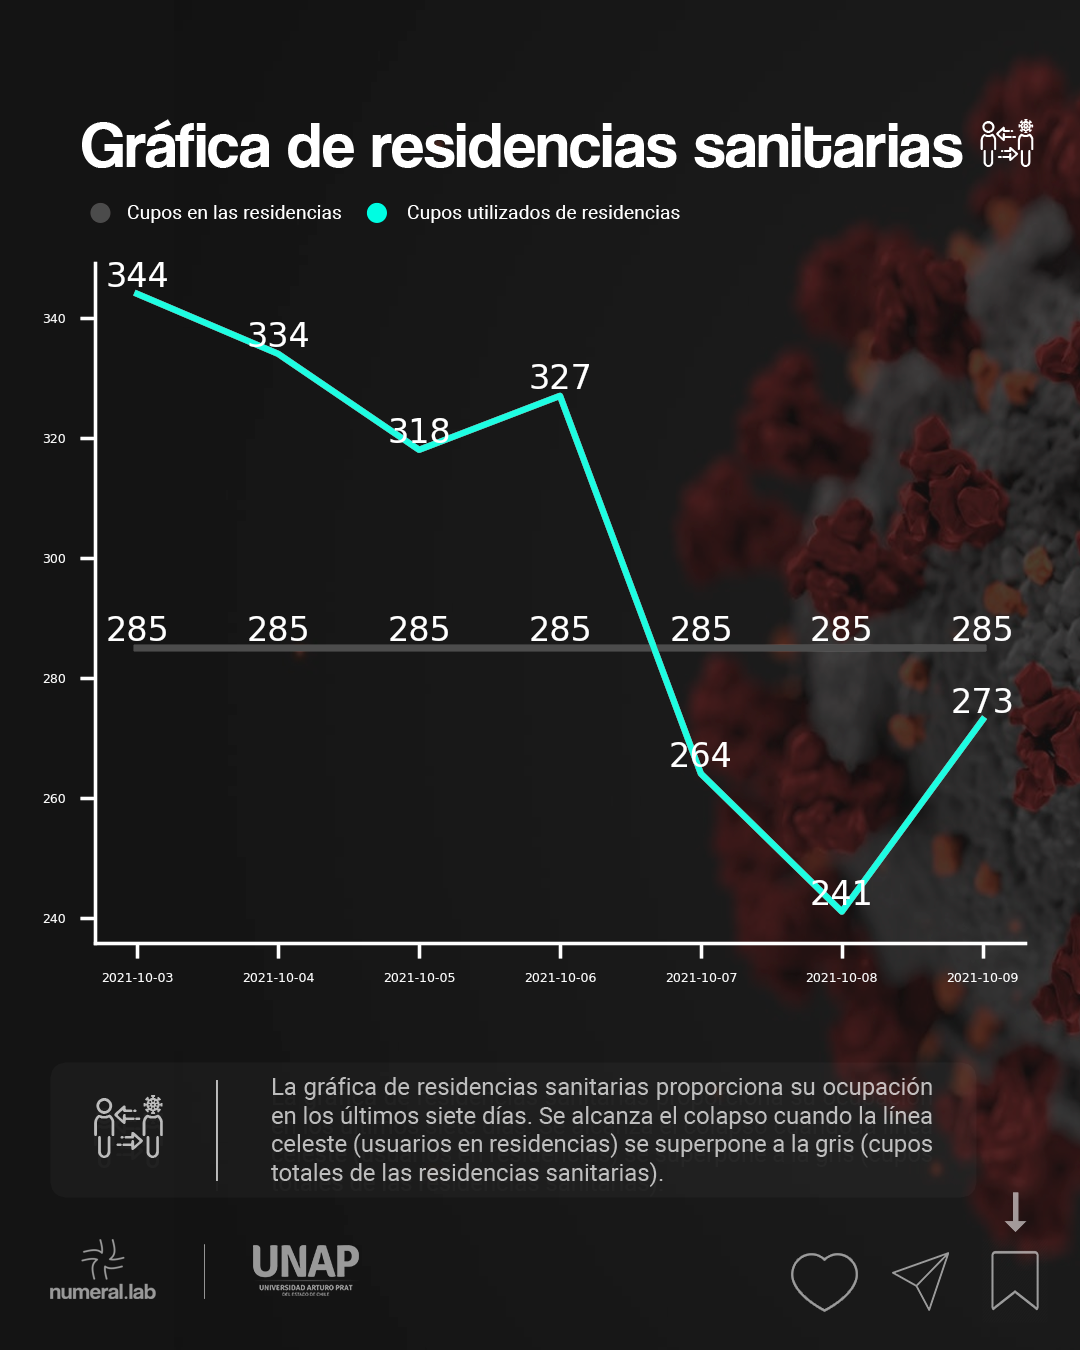 Gráfica de residencias sanitarias
Cupos en las residencias Cupos utilizados de residencias
344
334
318
327
264
241
273
285 285 285 285 285 285 285
340
320
300
280
260
240
2021-10-03 2021-10-04 2021-10-05 2021-10-06 2021-10-07 2021-10-08 2021-10-09
La gráfica de residencias sanitarias proporciona su ocupación
en los últimos siete días. Se alcanza el colapso cuando la línea
celeste (usuarios en residencias) se superpone a la gris (cupos
totales de las residencias sanitarias).
numeral.lab
UNAP
UNIVERSIDAD ARTURO PRAT
DEL ESTADO DE CHILE